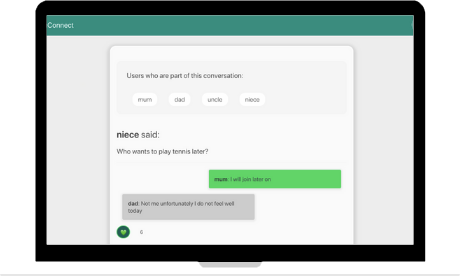 Connect
Users who are part of this conversation:
mum dad uncle niece
niece said:
Who wants to play tennis later?
mum: I will join later on
dad: Not me unfortunately I do not feel well
today
6